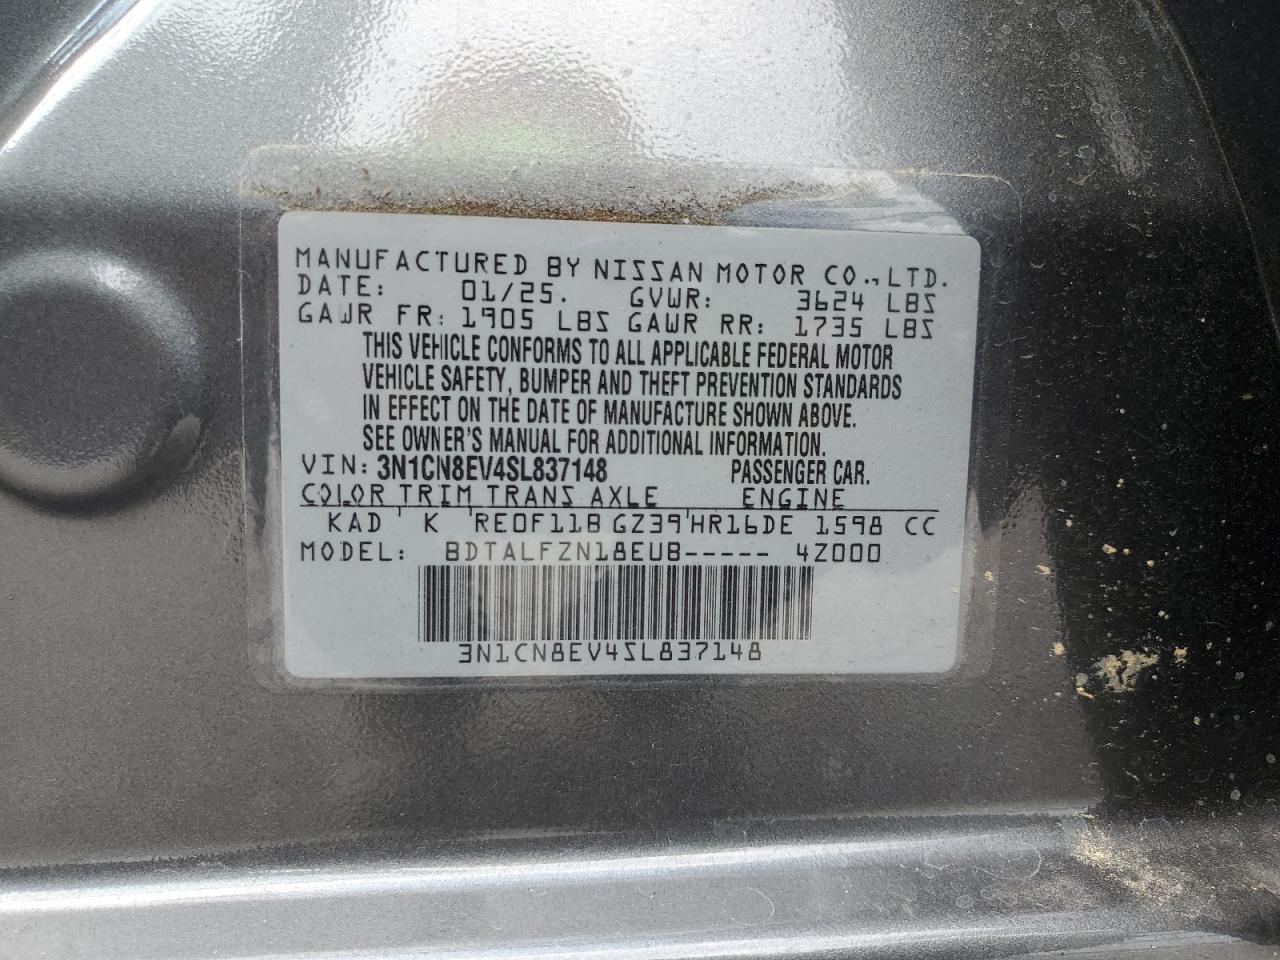 MANUFACTURED BY NISSAN MOTOR CO., LTD.
DATE: 01/25. GVWR: 3624 LBS
GAWR FR: 1905 LBS GAWR RR: 1735 LBS
THIS VEHICLE CONFORMS TO ALL APPLICABLE FEDERAL MOTOR
VEHICLE SAFETY, BUMPER AND THEFT PREVENTION STANDARDS
IN EFFECT ON THE DATE OF MANUFACTURE SHOWN ABOVE.
SEE OWNER'S MANUAL FOR ADDITIONAL INFORMATION.
VIN: 3N1CN8EV4SL837148 PASSENGER CAR.
COLOR TRIM TRANS AXLE ENGINE
KAD K RE0F11B GZ39 HR16DE 1598 CC
MODEL: BDTALFZN18EUB----- 4Z000
3N1CN8EV4SL837148